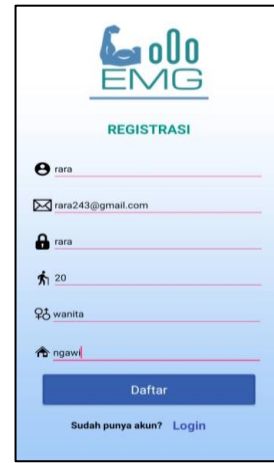 EMG
REGISTRASI
rara
rara243@gmail.com
rara
20
wanita
ngawi
Daftar
Sudah punya akun? Login